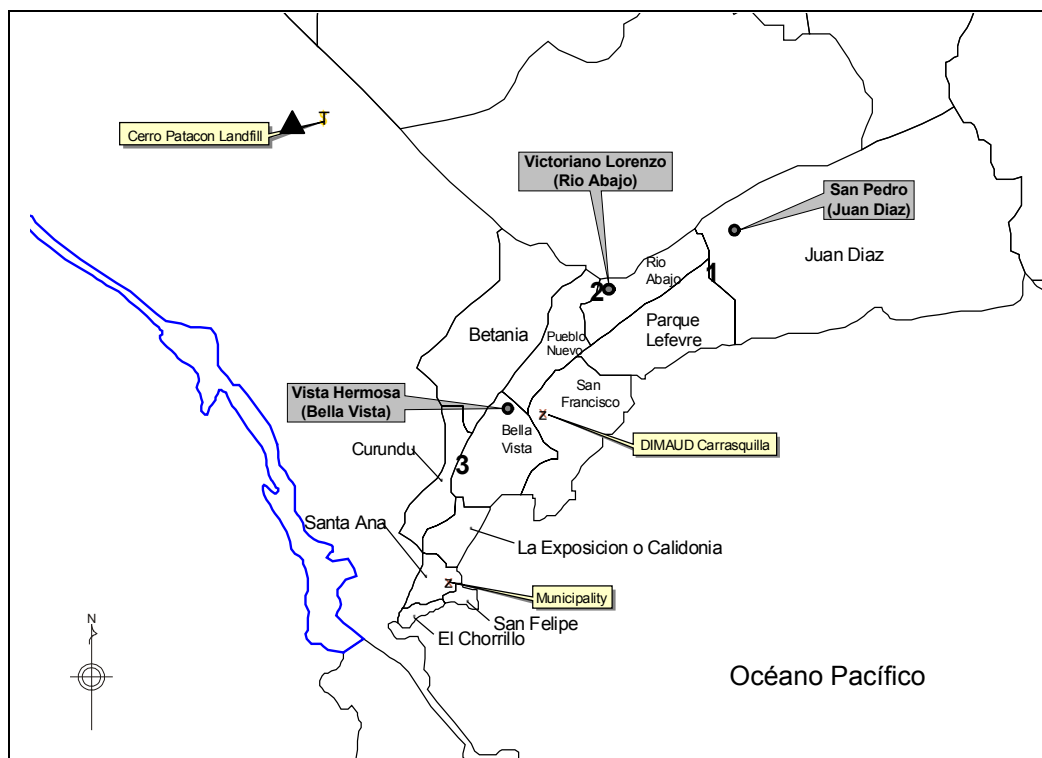 Cerro Patacon Landfill
T
Victoriano Lorenzo
(Rio Abajo)
San Pedro
(Juan Diaz)
Juan Diaz
Rio
Abajo
1
2
Parque
Lefevre
Betania
Pueblo
Nuevo
San
Francisco
Vista Hermosa
(Bella Vista)
z
Bella
Vista
DIMAUD Carrasquilla
Curundu
3
Santa Ana
La Exposicion o Calidonia
z
Municipality
San Felipe
El Chorrillo
N
Océano Pacífico